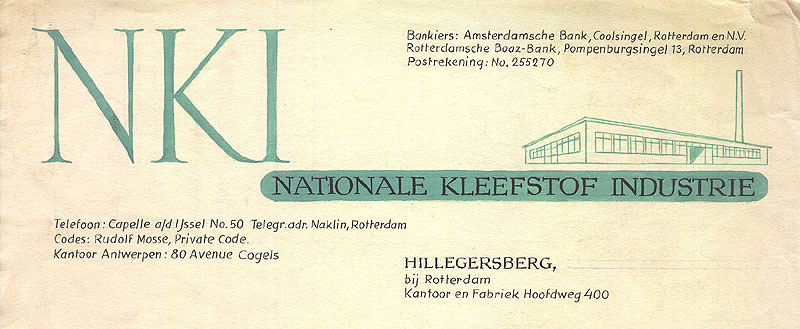 NKI
Bankiers: Amsterdamsche Bank, Coolsingel, Rotterdam en N.V.
Rotterdamsche Boaz-Bank, Pompenburgsingel 13, Rotterdam
Postrekening: No. 255270
NATIONALE KLEEFSTOF INDUSTRIE
Telefoon: Capelle a/d IJssel No. 50 Telegr. adr. Naklin, Rotterdam
Codes: Rudolf Mosse, Private Code.
Kantoor Antwerpen: 80 Avenue Cogels
HILLEGERSBERG,
bij Rotterdam
Kantoor en Fabriek Hoofdweg 400